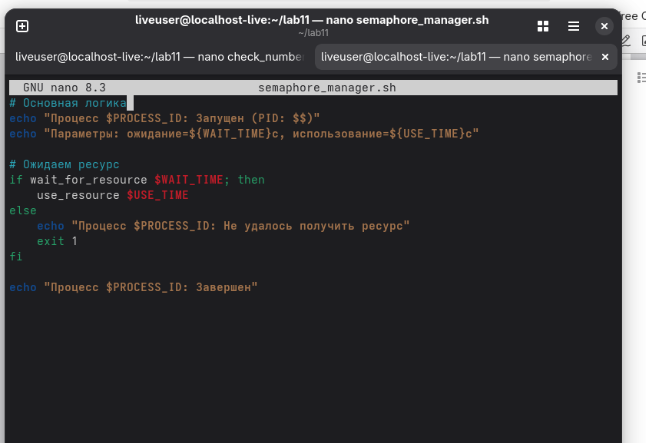 liveuser@localhost-live:~/lab11 — nano semaphore_manager.sh
~/lab11
liveuser@localhost-live:~/lab11 — nano check_number
liveuser@localhost-live:~/lab11 — nano semaphore
ree C
GNU nano 8.3 semaphore_manager.sh
# Основная логика
echo "Процесс $PROCESS_ID: Запущен (PID: $$)"
echo "Параметры: ожидание=${WAIT_TIME}с, использование=${USE_TIME}с"
# Ожидаем ресурс
if wait_for_resource $WAIT_TIME; then
    use_resource $USE_TIME
else
    echo "Процесс $PROCESS_ID: Не удалось получить ресурс"
    exit 1
fi
echo "Процесс $PROCESS_ID: Завершен"